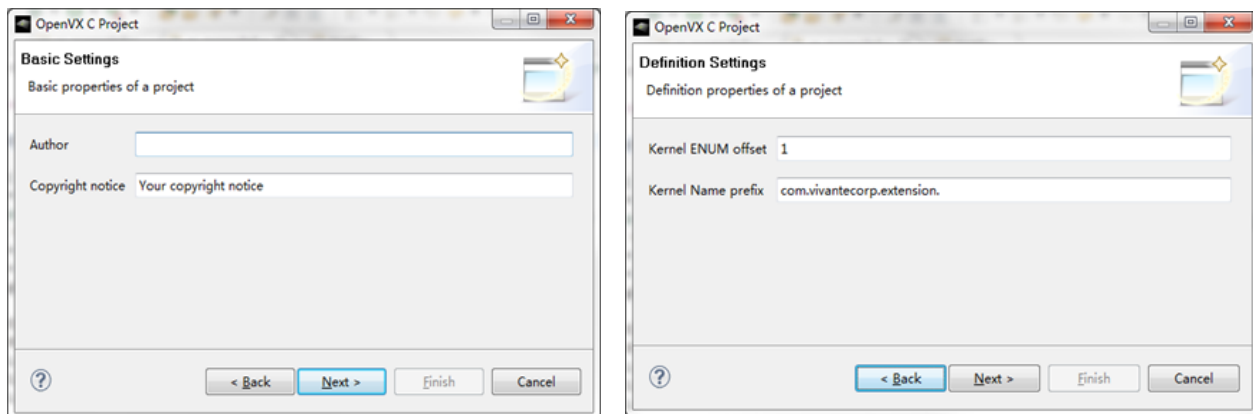 OpenVX C Project
Basic Settings
Basic properties of a project
Author
Copyright notice Your copyright notice
< Back Next > Finish Cancel
OpenVX C Project
Definition Settings
Definition properties of a project
Kernel ENUM offset 1
Kernel Name prefix com.vivantecorp.extension.
< Back Next > Finish Cancel